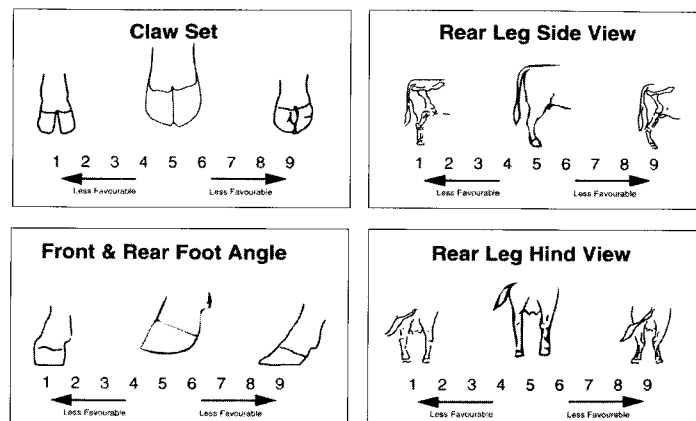 Claw Set
1 2 3 4 5 6 7 8 9
Less Favourable Less Favourable
Rear Leg Side View
1 2 3 4 5 6 7 8 9
Less Favourable Less Favourable
Front & Rear Foot Angle
1 2 3 4 5 6 7 8 9
Less Favourable Less Favourable
Rear Leg Hind View
1 2 3 4 5 6 7 8 9
Less Favourable Less Favourable